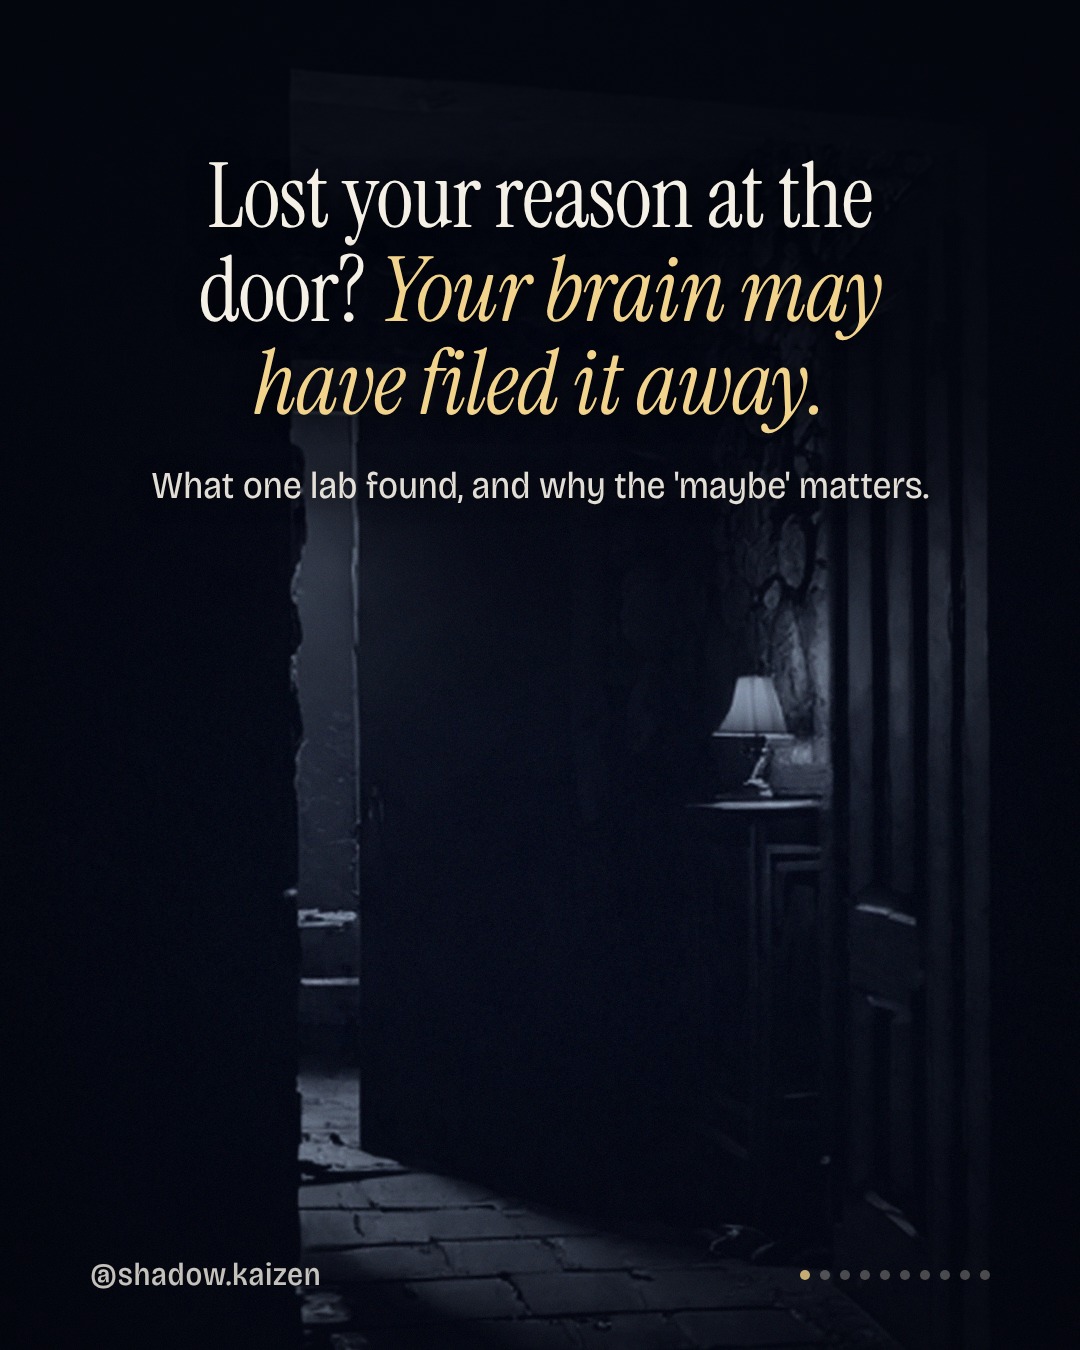 Lost your reason at the
door? Your brain may
have filed it away.
What one lab found, and why the 'maybe' matters.
@shadow.kaizen